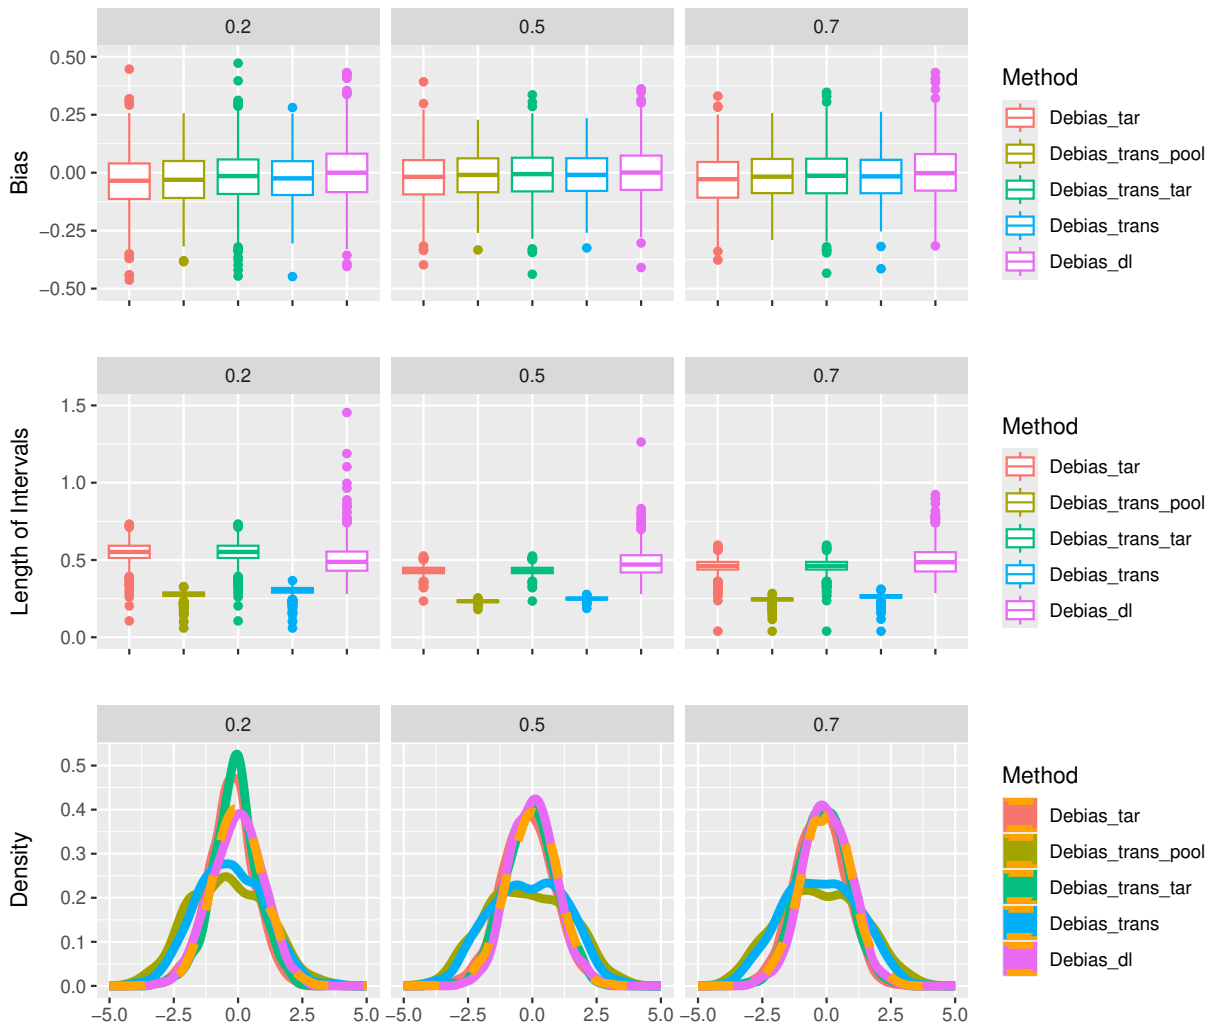 0.2 0.5 0.7
Bias
0.50
0.25
0.00
−0.25
−0.50
Method
Debias_tar
Debias_trans_pool
Debias_trans_tar
Debias_trans
Debias_dl
0.2 0.5 0.7
Length of Intervals
1.5
1.0
0.5
0.0
Method
Debias_tar
Debias_trans_pool
Debias_trans_tar
Debias_trans
Debias_dl
0.2 0.5 0.7
Density
0.5
0.4
0.3
0.2
0.1
0.0
−5.0 −2.5 0.0 2.5 5.0 −5.0 −2.5 0.0 2.5 5.0 −5.0 −2.5 0.0 2.5 5.0
Method
Debias_tar
Debias_trans_pool
Debias_trans_tar
Debias_trans
Debias_dl